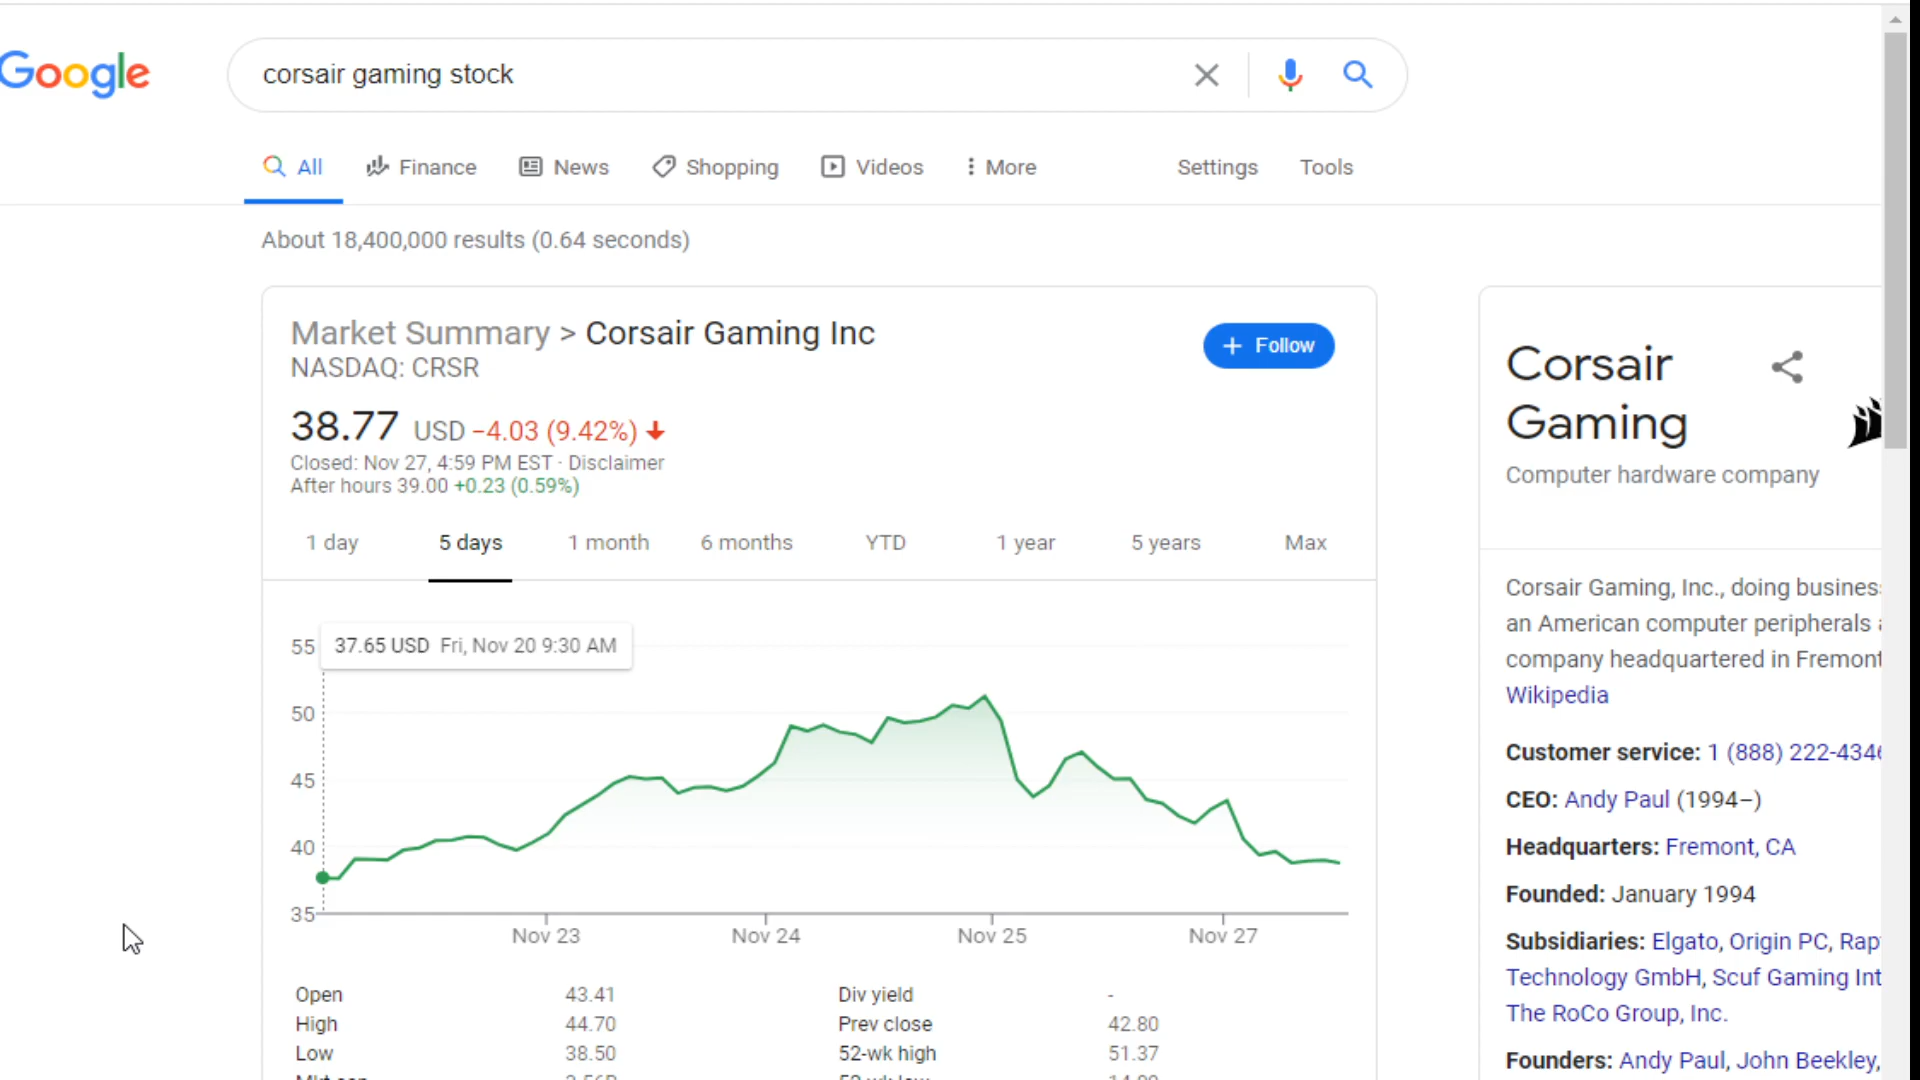 Google
corsair gaming stock
All
Finance
News
Shopping
Videos
More
Settings
Tools
About 18,400,000 results (0.64 seconds)
Market Summary > Corsair Gaming Inc
NASDAQ: CRSR
+ Follow
38.77 USD −4.03 (9.42%)
Closed: Nov 27, 4:59 PM EST · Disclaimer
After hours 39.00 +0.23 (0.59%)
1 day
5 days
1 month
6 months
YTD
1 year
5 years
Max
37.65 USD Fri, Nov 20 9:30 AM
55
50
45
40
35
Nov 23
Nov 24
Nov 25
Nov 27
Open 43.41
High 44.70
Low 38.50
Div yield -
Prev close 42.80
52-wk high 51.37
Corsair
Gaming
Computer hardware company
Corsair Gaming, Inc., doing
an American computer peripherals
company headquartered in
Wikipedia
Customer service: 1 (888)
CEO: Andy Paul (1994–)
Headquarters: Fremont, CA
Founded: January 1994
Subsidiaries: Elgato, Origin PC,
Technology GmbH, Scuf Gaming
The RoCo Group, Inc.
Founders: Andy Paul, John Beekley,